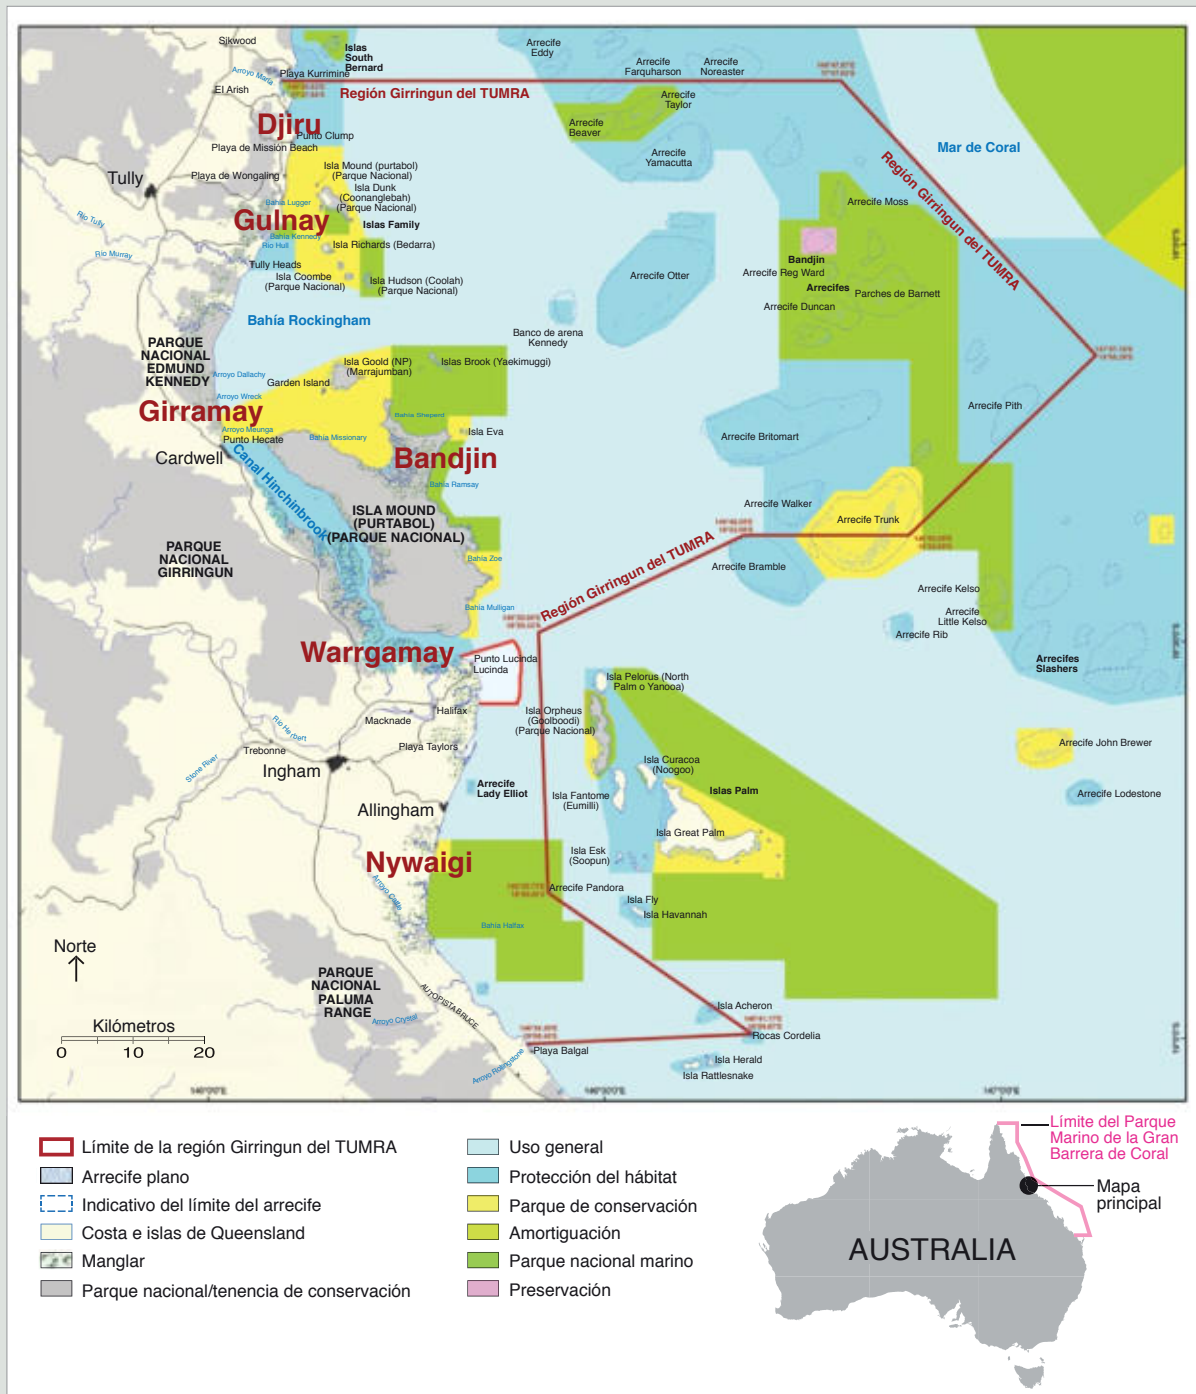 Silkwood
Arroyo Maria
Playa Kurrimine
El Arish
Islas
South
Bernard
Arrecife
Eddy
Arrecife
Farquharson
Arrecife
Noreaster
Región Girringun del TUMRA
Arrecife
Taylor
Arrecife
Beaver
Arrecife
Yamacutta
Mar de Coral
Región Girringun del TUMRA
Djiru
Punto Clump
Playa de Mission Beach
Tully
Playa de Wongaling
Isla Mound (purtabol)
(Parque Nacional)
Isla Dunk
(Coonanglebah)
(Parque Nacional)
Bahía Lugger
Gulnay
Islas Family
Río Tully
Río Murray
Bahía Kennedy
Río Hull
Isla Richards (Bedarra)
Tully Heads
Isla Coombe
(Parque Nacional)
Isla Hudson (Coolah)
(Parque Nacional)
Arrecife Moss
Bandjin
Arrecife Reg Ward
Arrecifes
Parches de Barnett
Arrecife Duncan
Arrecife Otter
Banco de arena
Kennedy
Bahía Rockingham
PARQUE
NACIONAL
EDMUND
KENNEDY
Arroyo Dallachy
Arroyo Wreck
Garden Island
Isla Goold (NP)
(Marrajumban)
Islas Brook (Yaekimuggi)
Girramay
Arroyo Meunga
Punto Hecate
Bahía Missionary
Bahía Sheperd
Isla Eva
Cardwell
Canal Hinchinbrook
Bandjin
Bahía Ramsay
Arrecife Pith
Arrecife Britomart
Arrecife Walker
Arrecife Trunk
ISLA MOUND
(PURTABOL)
(PARQUE NACIONAL)
PARQUE
NACIONAL
GIRRINGUN
Bahía Zoe
Región Girringun del TUMRA
Arrecife Bramble
Bahía Mulligan
Arrecife Kelso
Arrecife
Little Kelso
Arrecife Rib
Arrecifes
Slashers
Warrgamay
Punto Lucinda
Lucinda
Isla Pelorus (North
Palm o Yanooa)
Halifax
Macknade
Isla Orpheus
(Goolboodi)
(Parque Nacional)
Río Herbert
Trebonne
Playa Taylors
Stone River
Ingham
Isla Curacoa
(Noogoo)
Arrecife John Brewer
Arrecife
Lady Elliot
Isla Fantome
(Eumilli)
Islas Palm
Arrecife Lodestone
Allingham
Isla Great Palm
Isla Esk
(Soopun)
Nywaigi
Arrecife Pandora
Isla Fly
Isla Havannah
Bahía Halfax
Norte
PARQUE
NACIONAL
PALUMA
RANGE
AUTOPISTA BRUCE
Arroyo Crystal
Isla Acheron
Rocas Cordelia
Kilómetros
0 10 20
Arroyo Rollingstone
Playa Balgal
Isla Herald
Isla Rattlesnake
Límite de la región Girringun del TUMRA
Arrecife plano
Indicativo del límite del arrecife
Costa e islas de Queensland
Manglar
Parque nacional/tenencia de conservación
Uso general
Protección del hábitat
Parque de conservación
Amortiguación
Parque nacional marino
Preservación
Límite del Parque
Marino de la Gran
Barrera de Coral
Mapa
principal
AUSTRALIA